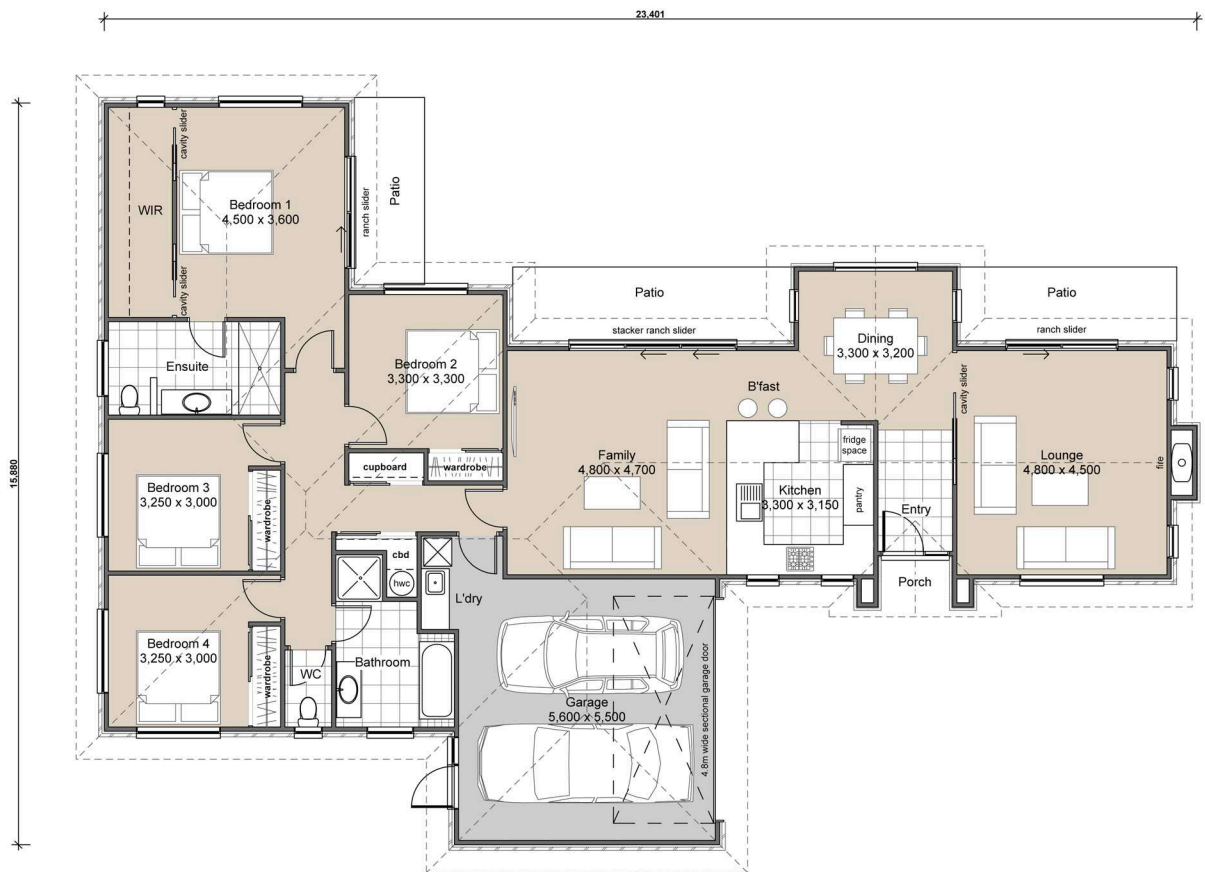 23,401
15,880
cavity slider
WIR
Bedroom 1
4,500 x 3,600
ranch slider
Patio
cavity slider
Ensuite
Bedroom 2
3,300 x 3,300
Patio
stacker ranch slider
Dining
3,300 x 3,200
Patio
ranch slider
B'fast
cavity slider
cupboard
wardrobe
Family
4,800 x 4,700
fridge
space
Kitchen
3,300 x 3,150
pantry
Lounge
4,800 x 4,500
fire
Entry
Porch
Bedroom 3
3,250 x 3,000
wardrobe
cbd
hwc
L'dry
Bedroom 4
3,250 x 3,000
wardrobe
WC
Bathroom
Garage
5,600 x 5,500
4.8m wide sectional garage door